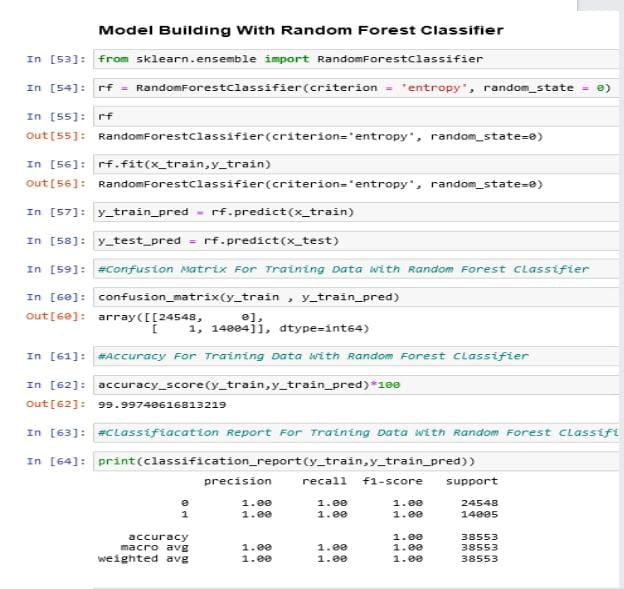 Model Building With Random Forest Classifier
In [53]: from sklearn.ensemble import RandomForestClassifier
In [54]: rf = RandomForestClassifier(criterion = 'entropy', random_state = 0)
In [55]: rf
Out[55]: RandomForestClassifier(criterion='entropy', random_state=0)
In [56]: rf.fit(x_train,y_train)
Out[56]: RandomForestClassifier(criterion='entropy', random_state=0)
In [57]: y_train_pred = rf.predict(x_train)
In [58]: y_test_pred = rf.predict(x_test)
In [59]: #Confusion Matrix For Training Data With Random Forest Classifier
In [60]: confusion_matrix(y_train , y_train_pred)
Out[60]: array([[24548, 0],
[ 1, 14004]], dtype=int64)
In [61]: #Accuracy For Training Data With Random Forest Classifier
In [62]: accuracy_score(y_train,y_train_pred)*100
Out[62]: 99.99740616813219
In [63]: #Classifiacation Report For Training Data With Random Forest Classifi
In [64]: print(classification_report(y_train,y_train_pred))
precision recall f1-score support
0 1.00 1.00 1.00 24548
1 1.00 1.00 1.00 14005
accuracy 1.00 38553
macro avg 1.00 1.00 1.00 38553
weighted avg 1.00 1.00 1.00 38553